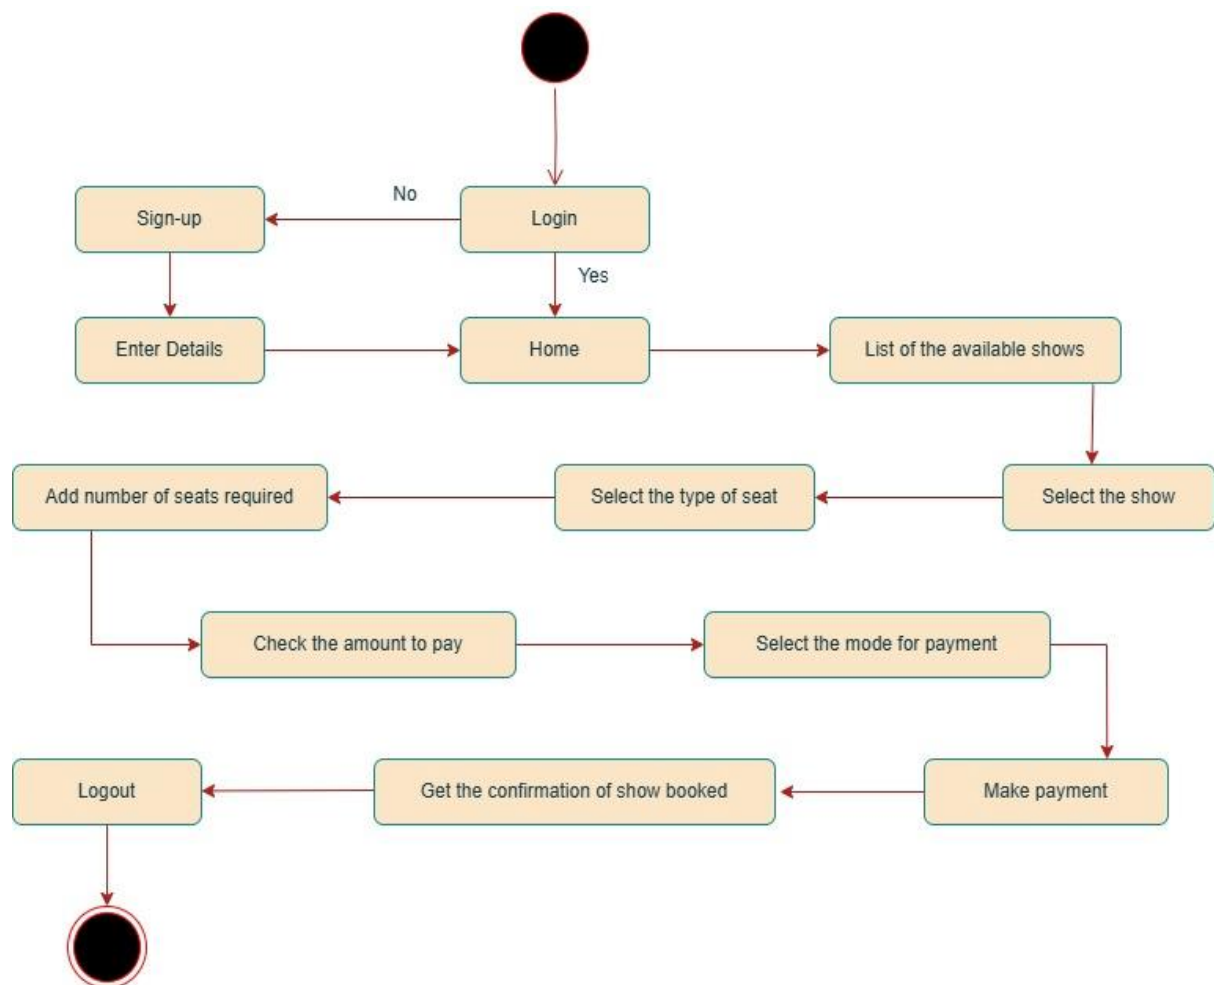 No
Sign-up
Login
Yes
Enter Details
Home
List of the available shows
Add number of seats required
Select the type of seat
Select the show
Check the amount to pay
Select the mode for payment
Logout
Get the confirmation of show booked
Make payment